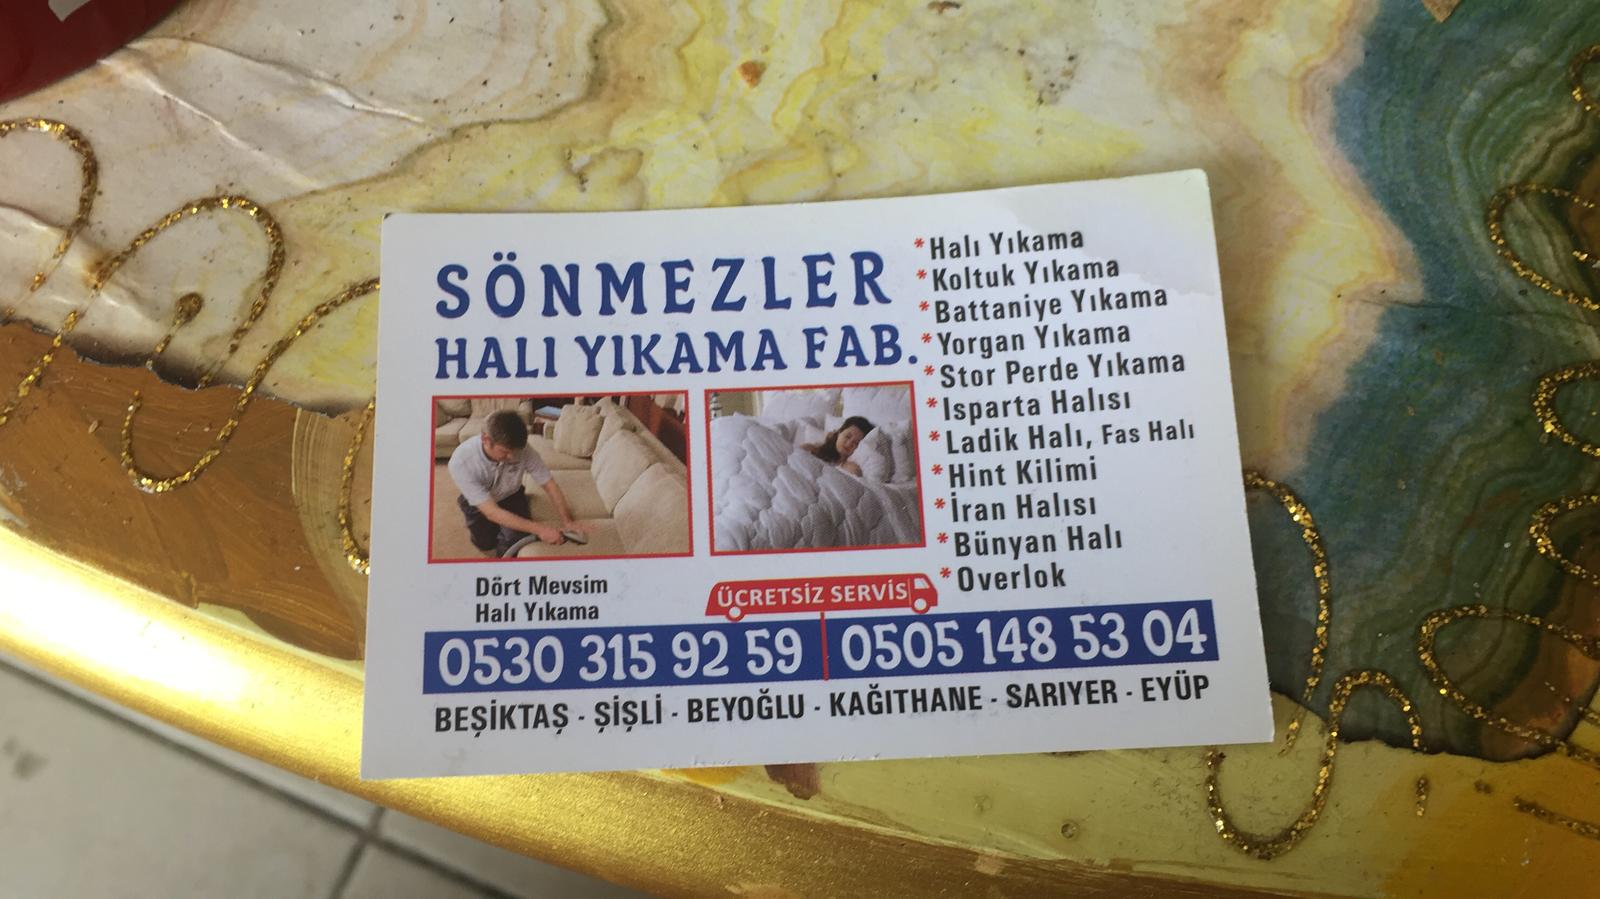 SÖNMEZLER
HALI YIKAMA FAB.
*Halı Yıkama
*Koltuk Yıkama
*Battaniye Yıkama
*Yorgan Yıkama
*Stor Perde Yıkama
*Isparta Halısı
*Ladik Halı, Fas Halı
*Hint Kilimi
*İran Halısı
*Bünyan Halı
*Overlok
Dört Mevsim
Halı Yıkama
ÜCRETSİZ SERVİS
0530 315 92 59 | 0505 148 53 04
BEŞİKTAŞ - ŞİŞLİ - BEYOĞLU - KAĞITHANE - SARIYER - EYÜP